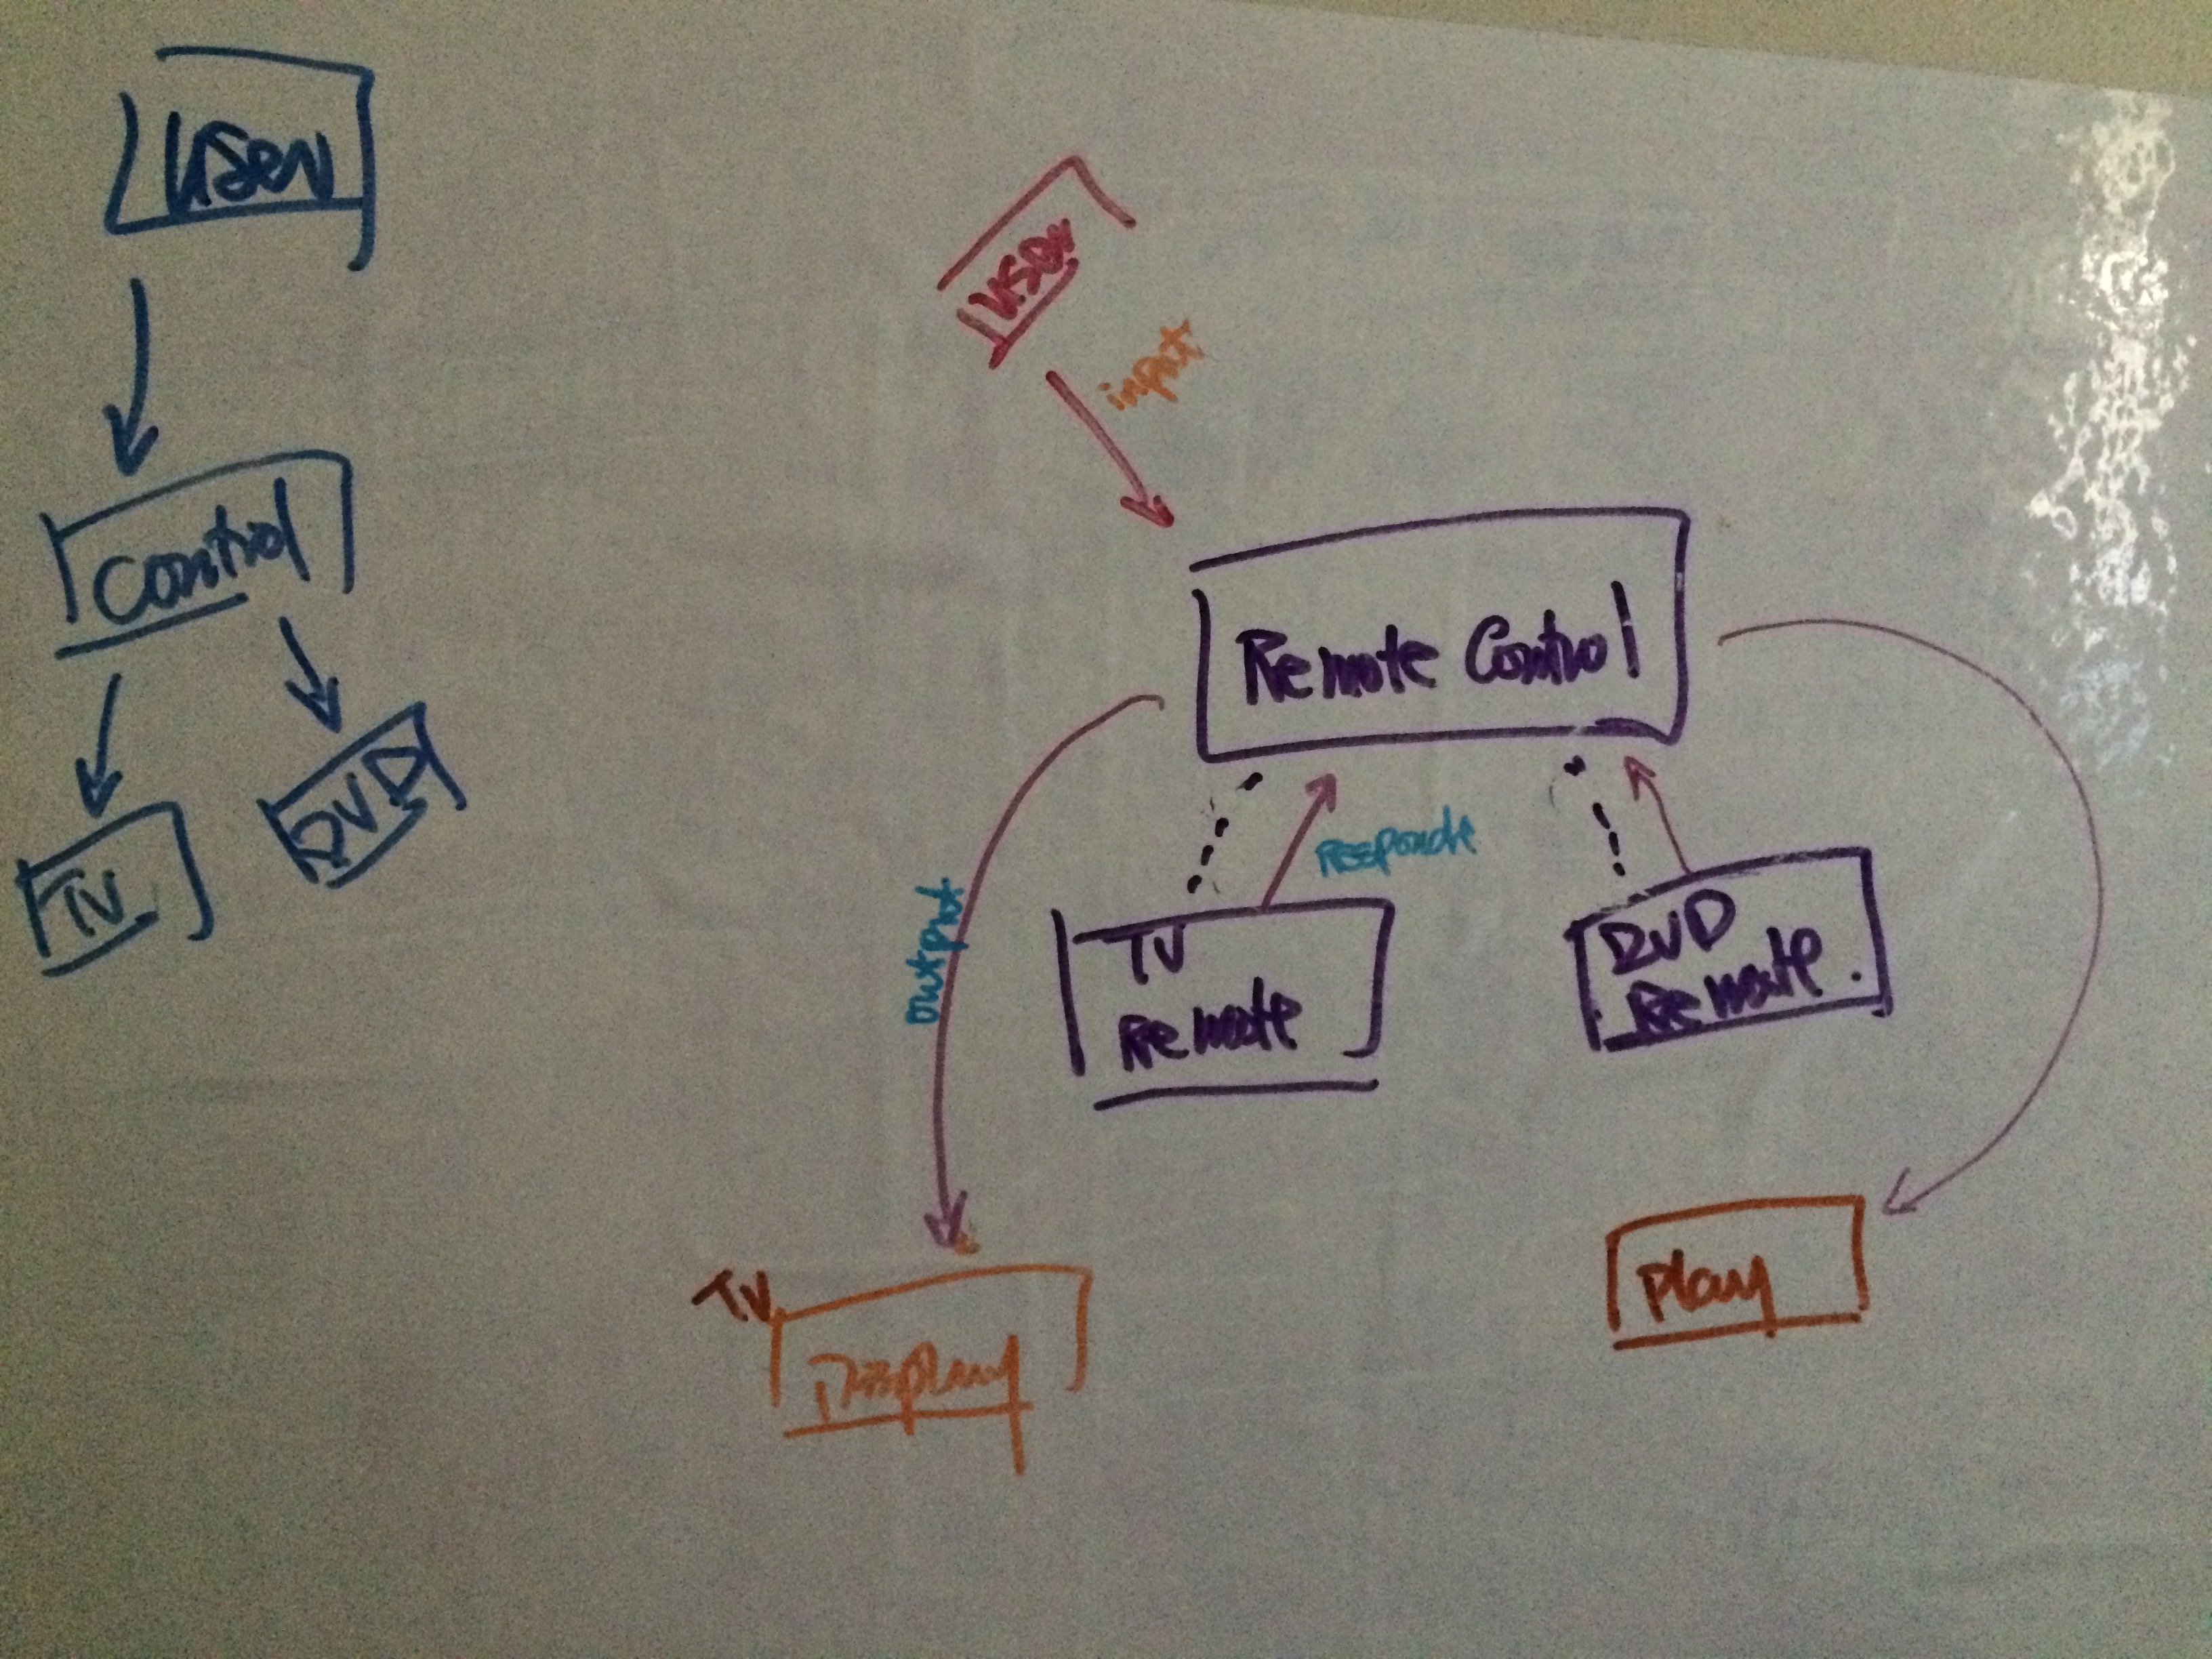 User
Control
TV
DVD
User
input
Remote Control
Responde
output
TV
Remote
DVD
Remote.
TV
Display
Play